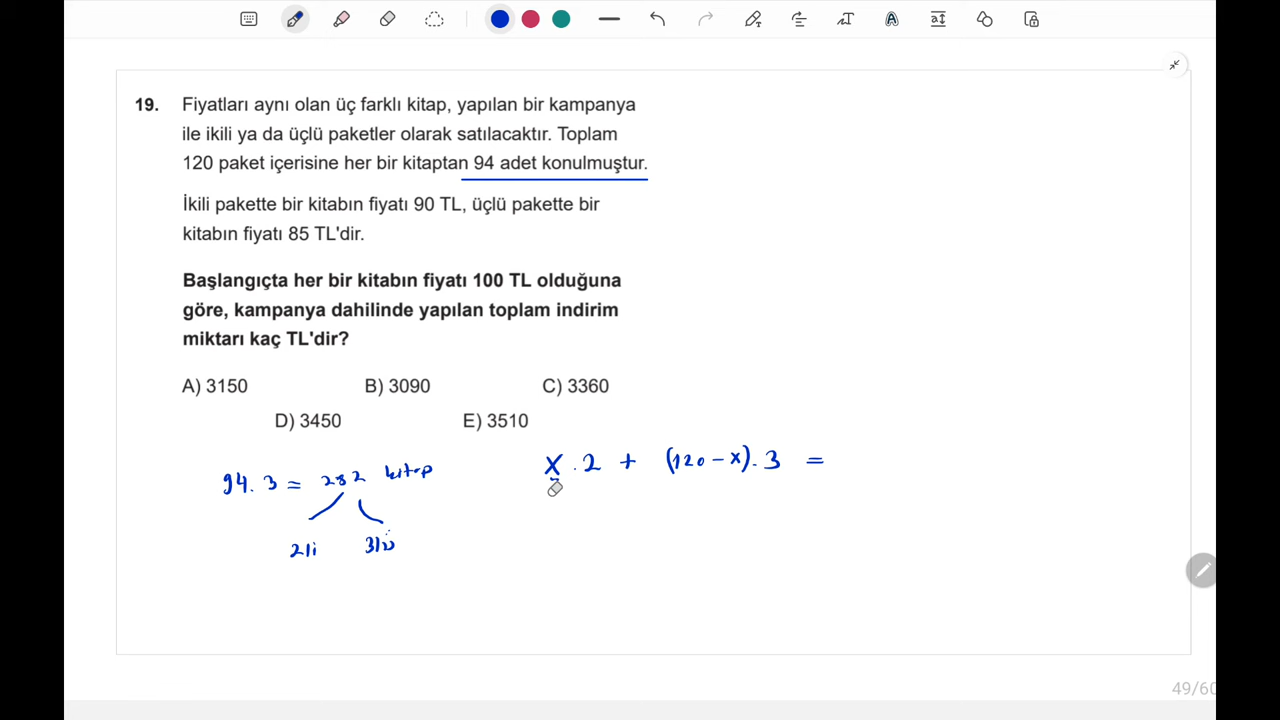 19. Fiyatları aynı olan üç farklı kitap, yapılan bir kampanya
ile ikili ya da üçlü paketler olarak satılacaktır. Toplam
120 paket içerisine her bir kitaptan 94 adet konulmuştur.
İkili pakette bir kitabın fiyatı 90 TL, üçlü pakette bir
kitabın fiyatı 85 TL'dir.
Başlangıçta her bir kitabın fiyatı 100 TL olduğuna
göre, kampanya dahilinde yapılan toplam indirim
miktarı kaç TL'dir?
A) 3150 B) 3090 C) 3360
D) 3450 E) 3510
94. 3 = 282 kitap
2li 3lü
x . 2 + (120 - x). 3 =
49/60